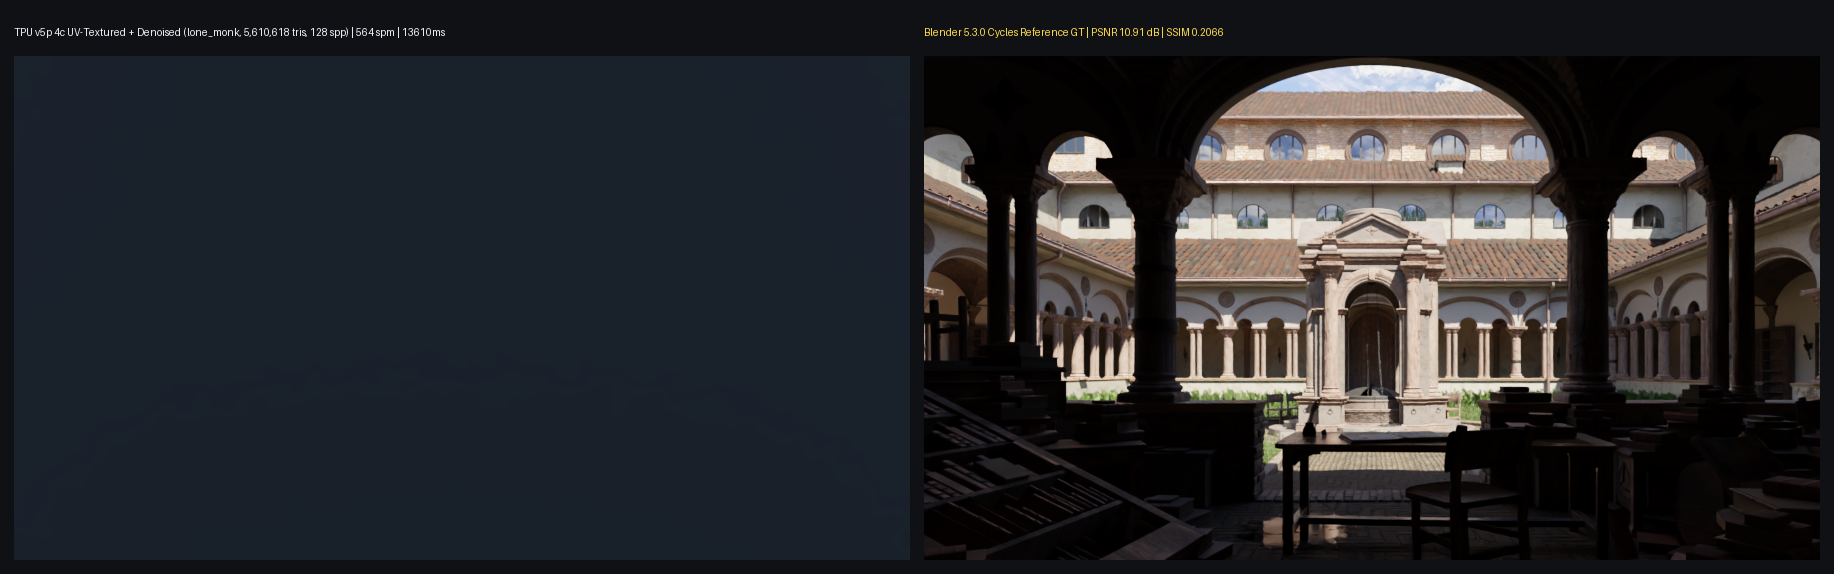 TPU v5p 4c UV-Textured + Denoised (lone_monk, 5,610,618 tris, 128 spp) | 564 spm | 13610ms
Blender 5.3.0 Cycles Reference GT | PSNR 10.91 dB | SSIM 0.2066